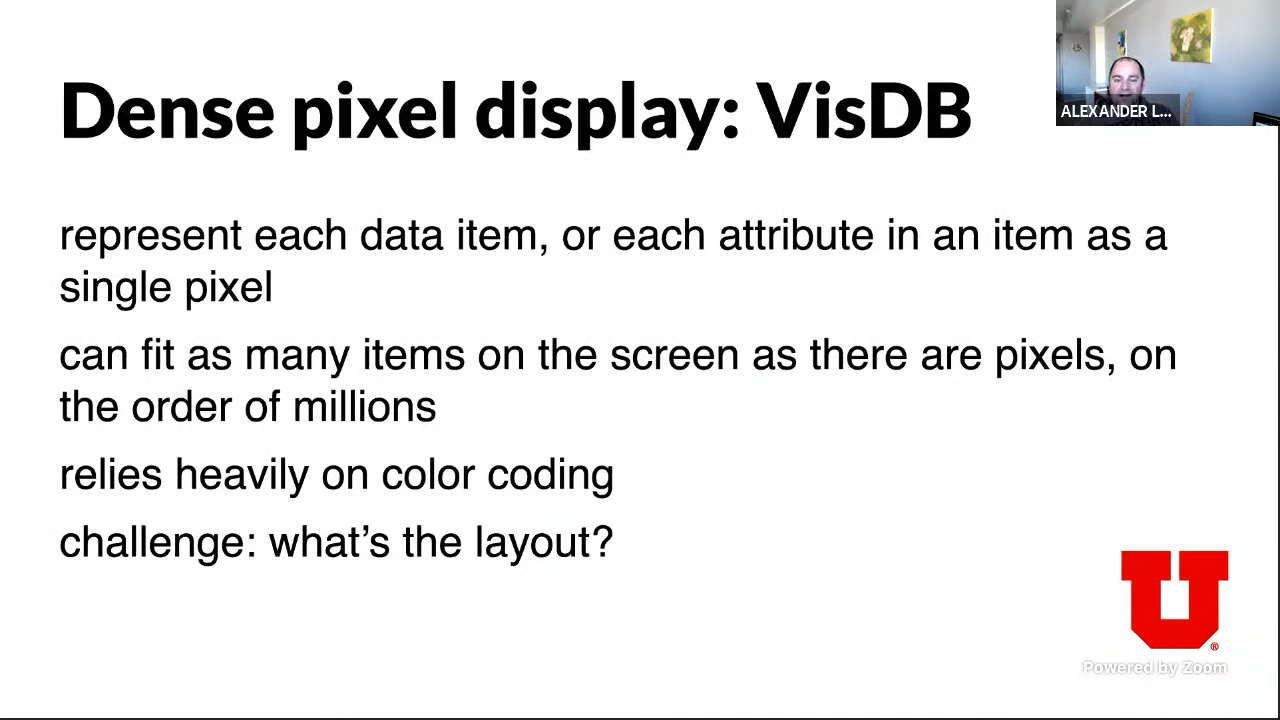 Dense pixel display: VisDB
ALEXANDER L...
represent each data item, or each attribute in an item as a
single pixel
can fit as many items on the screen as there are pixels, on
the order of millions
relies heavily on color coding
challenge: what’s the layout?
U
®
Powered by Zoom